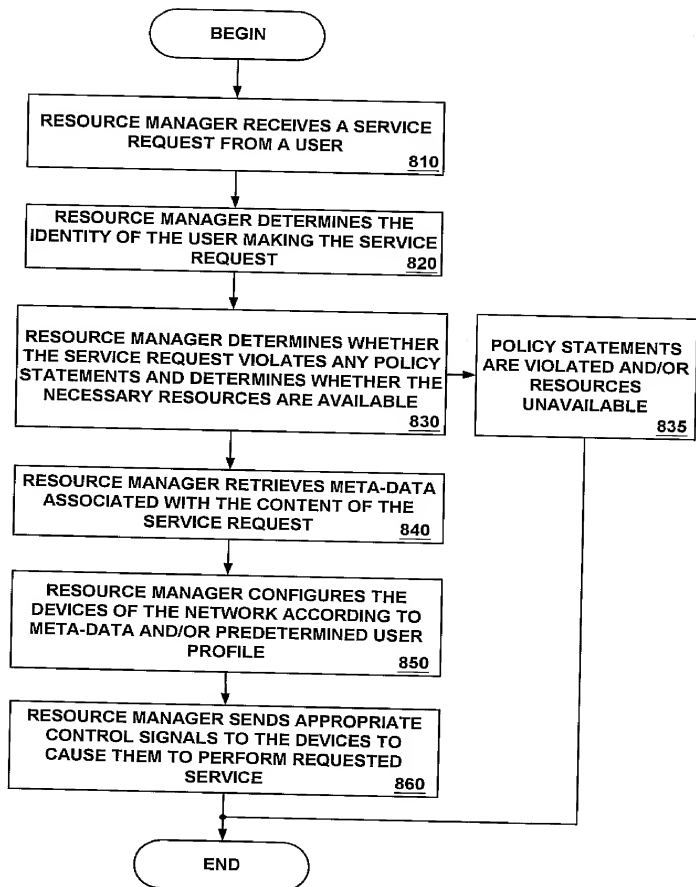 BEGIN
RESOURCE MANAGER RECEIVES A SERVICE
REQUEST FROM A USER
810
RESOURCE MANAGER DETERMINES THE
IDENTITY OF THE USER MAKING THE SERVICE
REQUEST
820
RESOURCE MANAGER DETERMINES WHETHER
THE SERVICE REQUEST VIOLATES ANY POLICY
STATEMENTS AND DETERMINES WHETHER THE
NECESSARY RESOURCES ARE AVAILABLE
830
POLICY STATEMENTS
ARE VIOLATED AND/OR
RESOURCES
UNAVAILABLE
835
RESOURCE MANAGER RETRIEVES META-DATA
ASSOCIATED WITH THE CONTENT OF THE
SERVICE REQUEST
840
RESOURCE MANAGER CONFIGURES THE
DEVICES OF THE NETWORK ACCORDING TO
META-DATA AND/OR PREDETERMINED USER
PROFILE
850
RESOURCE MANAGER SENDS APPROPRIATE
CONTROL SIGNALS TO THE DEVICES TO
CAUSE THEM TO PERFORM REQUESTED
SERVICE
860
END